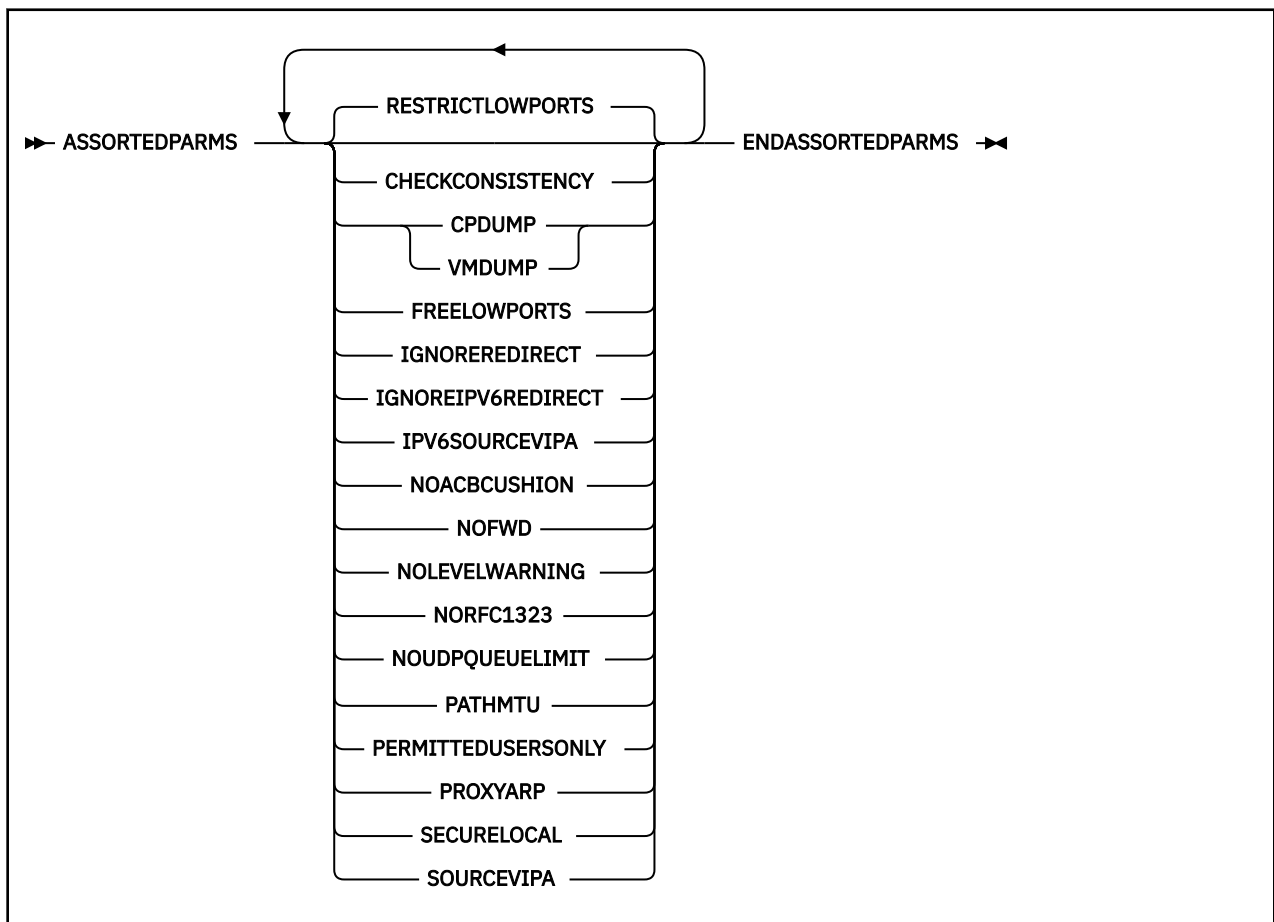 RESTRICTLOWPORTS
ASSORTEDPARMS ENDASSORTEDPARMS
CHECKCONSISTENCY
CPDUMP
VMDUMP
FREELOWPORTS
IGNOREREDIRECT
IGNOREIPV6REDIRECT
IPV6SOURCEVIPA
NOACBCUSHION
NOFWD
NOLEVELWARNING
NORFC1323
NOUDPQUEUELIMIT
PATHMTU
PERMITTEDUSERSONLY
PROXYARP
SECURELOCAL
SOURCEVIPA